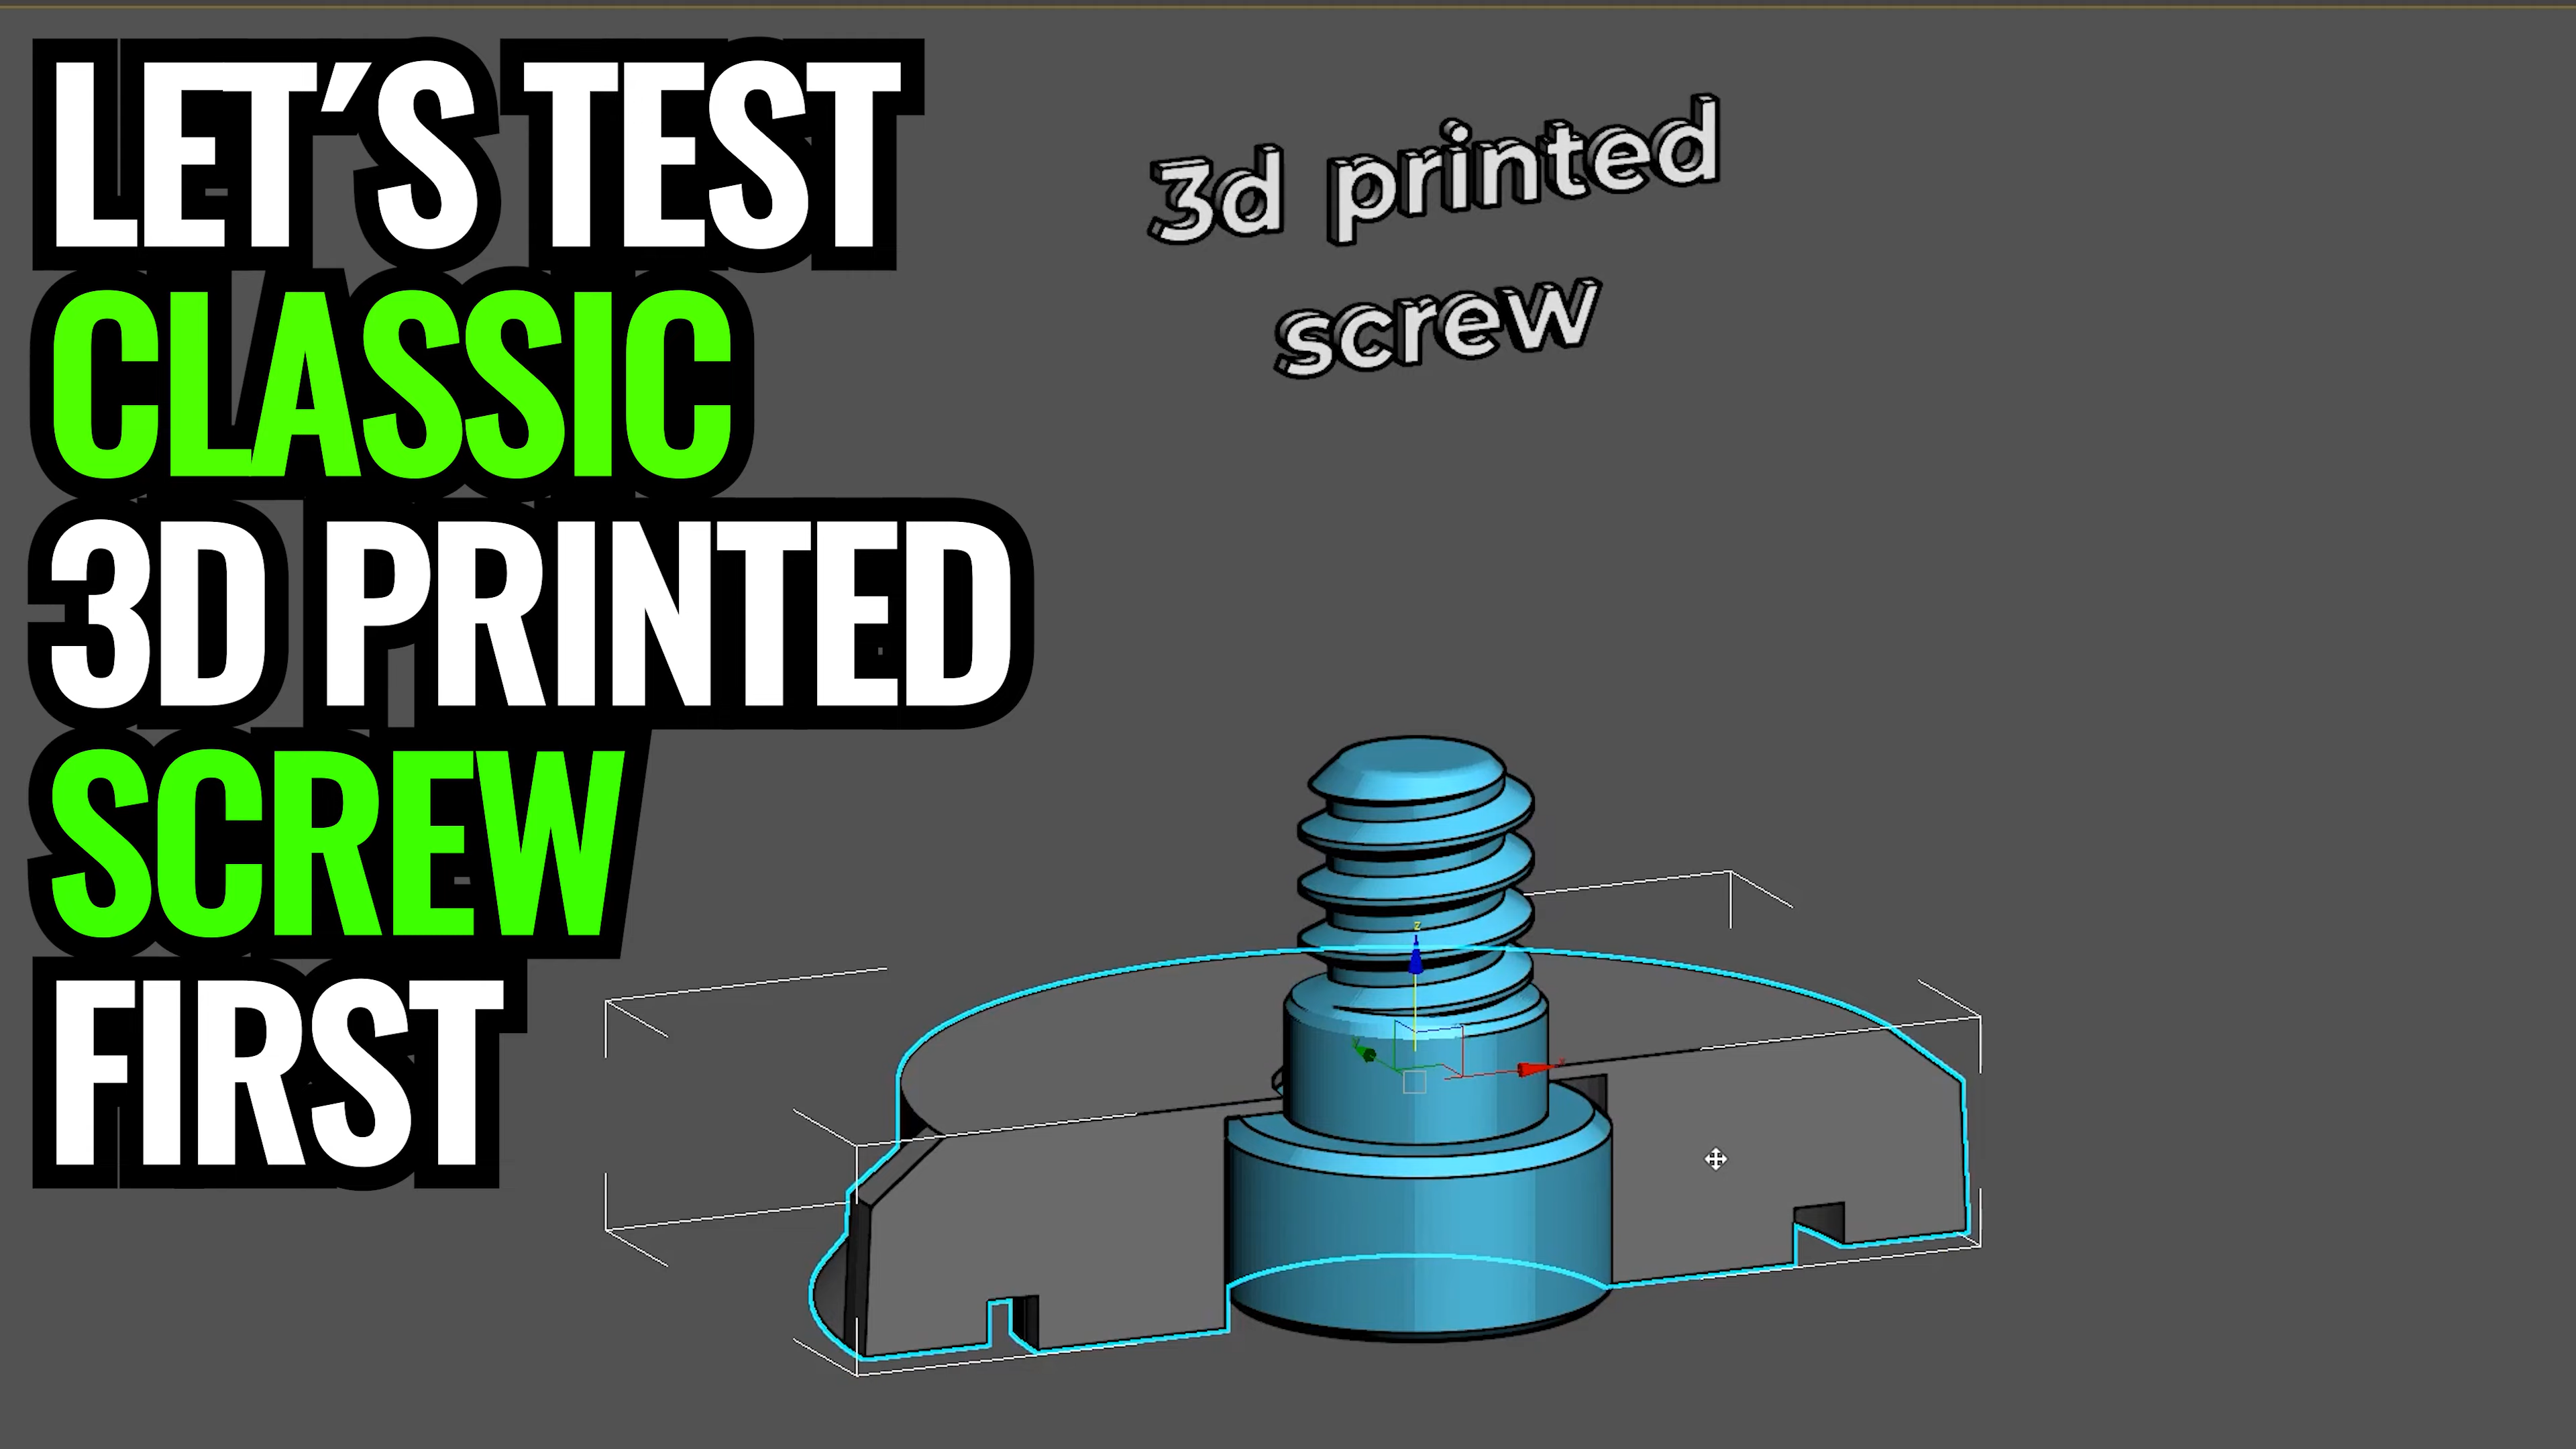 LET'S TEST
CLASSIC
3D PRINTED
SCREW
FIRST
3d printed
screw
z